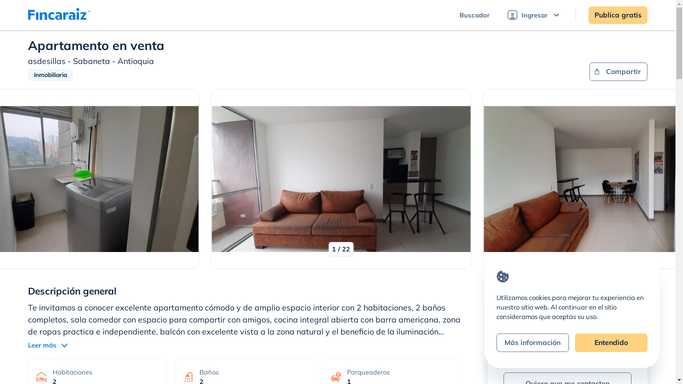 Fincaraiz
Buscador
Ingresar
Publica gratis
Apartamento en venta
asdesillas - Sabaneta - Antioquia
Inmobiliaria
Compartir
1 / 22
Descripción general
Te invitamos a conocer excelente apartamento cómodo y de amplio espacio interior con 2 habitaciones, 2 baños
completos, sala comedor con espacio para compartir con amigos, cocina integral abierta con barra americana, zona
de ropas practica e independiente, balcón con excelente vista a la zona natural y el beneficio de la iluminación...
Leer más
Habitaciones
2
Baños
2
Parqueaderos
1
Utilizamos cookies para mejorar tu experiencia en
nuestro sitio web. Al continuar en el sitio
consideramos que aceptas su uso.
Más información
Entendido
Quiero que me contacten